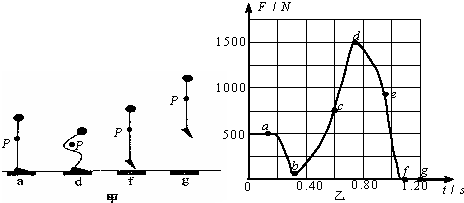 P
P
P
P
a
d
f
g
甲
F / N
1500
1000
500
0
0.40
0.80
1.20
t / s
a
b
c
d
e
f
g
乙